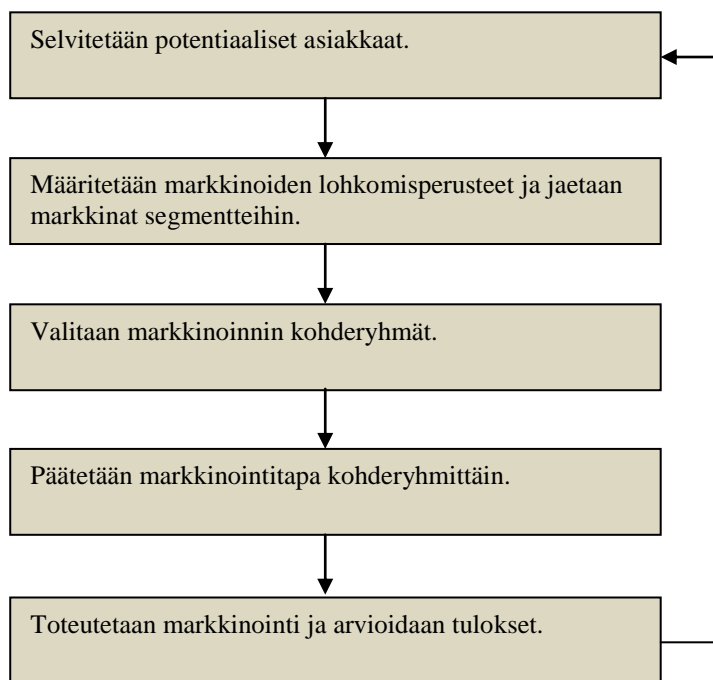 Selvitetään potentiaaliset asiakkaat.
Määritetään markkinoiden lohkomisperusteet ja jaetaan
markkinat segmentteihin.
Valitaan markkinoinnin kohderyhmät.
Päätetään markkinointitapa kohderyhmittäin.
Toteutetaan markkinointi ja arvioidaan tulokset.